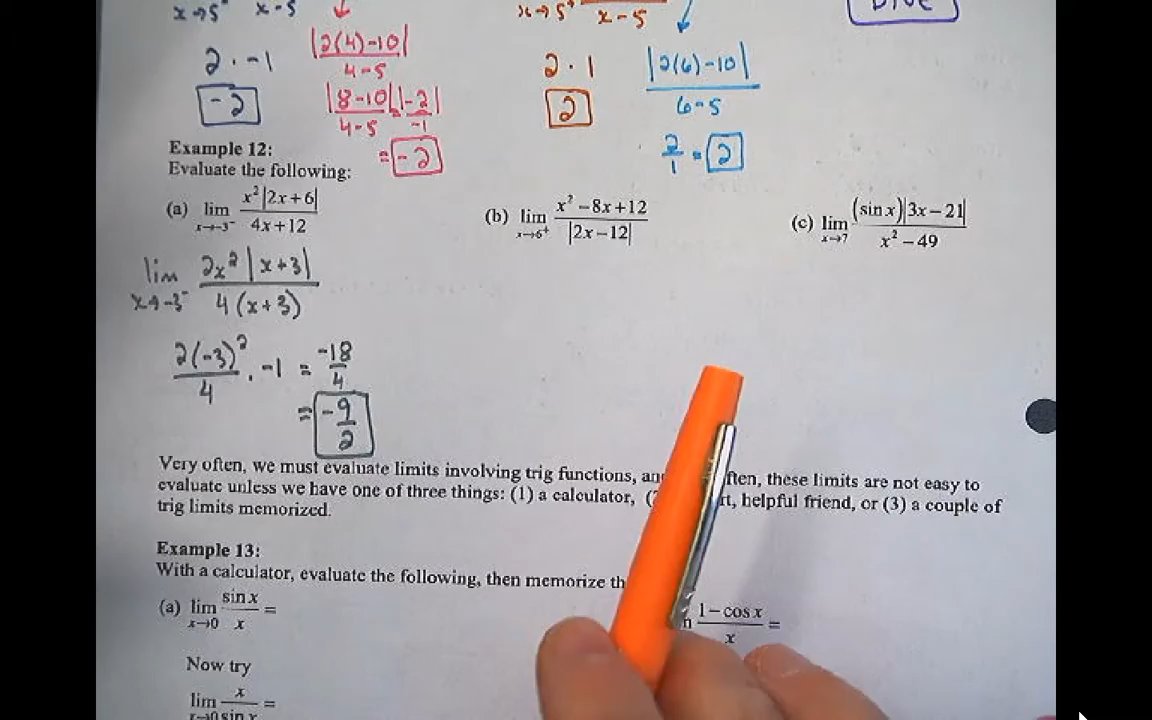 x→5⁻ x-5
x→5⁺ x-5
2·-1
|2(4)-10|
4-5
2·1
|2(6)-10|
6-5
-2
|8-10| |-2|
4-5 = -1
2
= -2
2/1 = 2
Example 12:
Evaluate the following:
(a) lim x→-3⁻ x²|2x+6| / 4x+12
(b) lim x→6⁺ x²-8x+12 / |2x-12|
(c) lim x→7 (sin x)|3x-21| / x²-49
lim x→-3⁻ 2x²|x+3| / 4(x+3)
2(-3)² / 4 · -1 = -18/4
= -9/2
Very often, we must evaluate limits involving trig functions, an ften, these limits are not easy to
evaluate unless we have one of three things: (1) a calculator, ( rt, helpful friend, or (3) a couple of
trig limits memorized.
Example 13:
With a calculator, evaluate the following, then memorize th
(a) lim x→0 sin x / x =
1-cos x / x =
Now try
lim x→0 x / sin x =